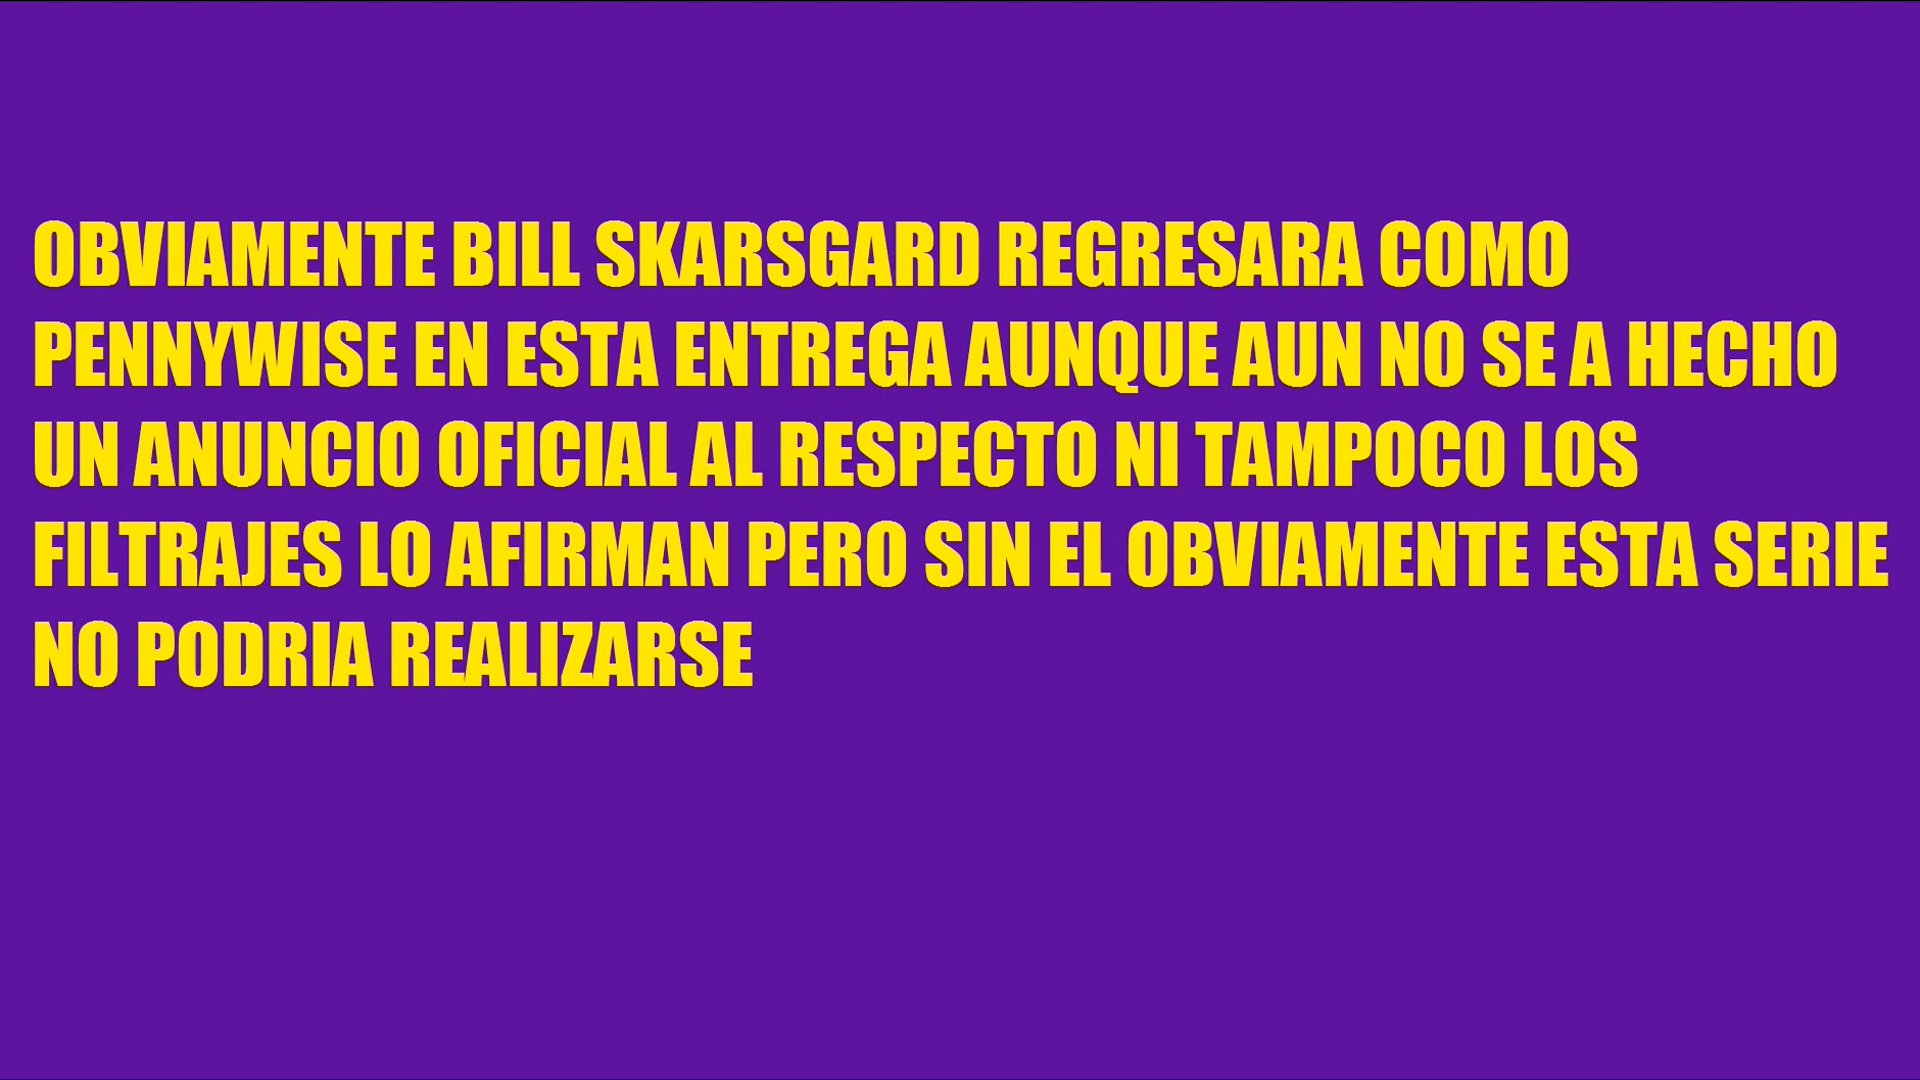 OBVIAMENTE BILL SKARSGARD REGRESARA COMO
PENNYWISE EN ESTA ENTREGA AUNQUE AUN NO SE A HECHO
UN ANUNCIO OFICIAL AL RESPECTO NI TAMPOCO LOS
FILTRAJES LO AFIRMAN PERO SIN EL OBVIAMENTE ESTA SERIE
NO PODRIA REALIZARSE